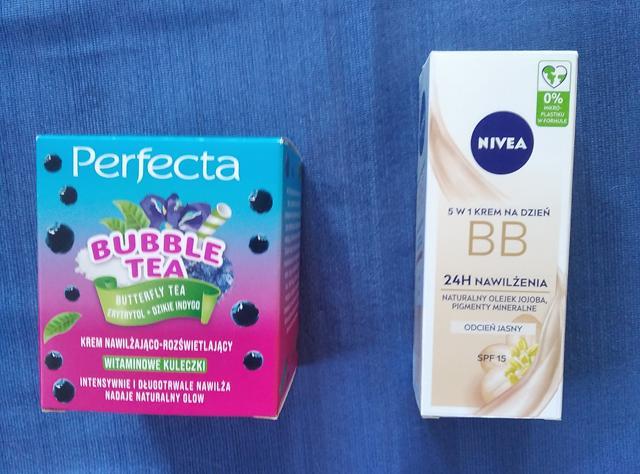 Perfecta
BUBBLE
TEA
BUTTERFLY TEA
ERYTRYTOL + DZIKIE INDYGO
KREM NAWILŻAJĄCO-ROZŚWIETLAJĄCY
WITAMINOWE KULECZKI
INTENSYWNIE I DŁUGOTRWALE NAWILŻA
NADAJE NATURALNY GLOW
0%
MIKRO-
PLASTIKU
W FORMULE
NIVEA
5 W 1 KREM NA DZIEŃ
BB
24H NAWILŻENIA
NATURALNY OLEJEK JOJOBA,
PIGMENTY MINERALNE
ODCIEŃ JASNY
SPF 15